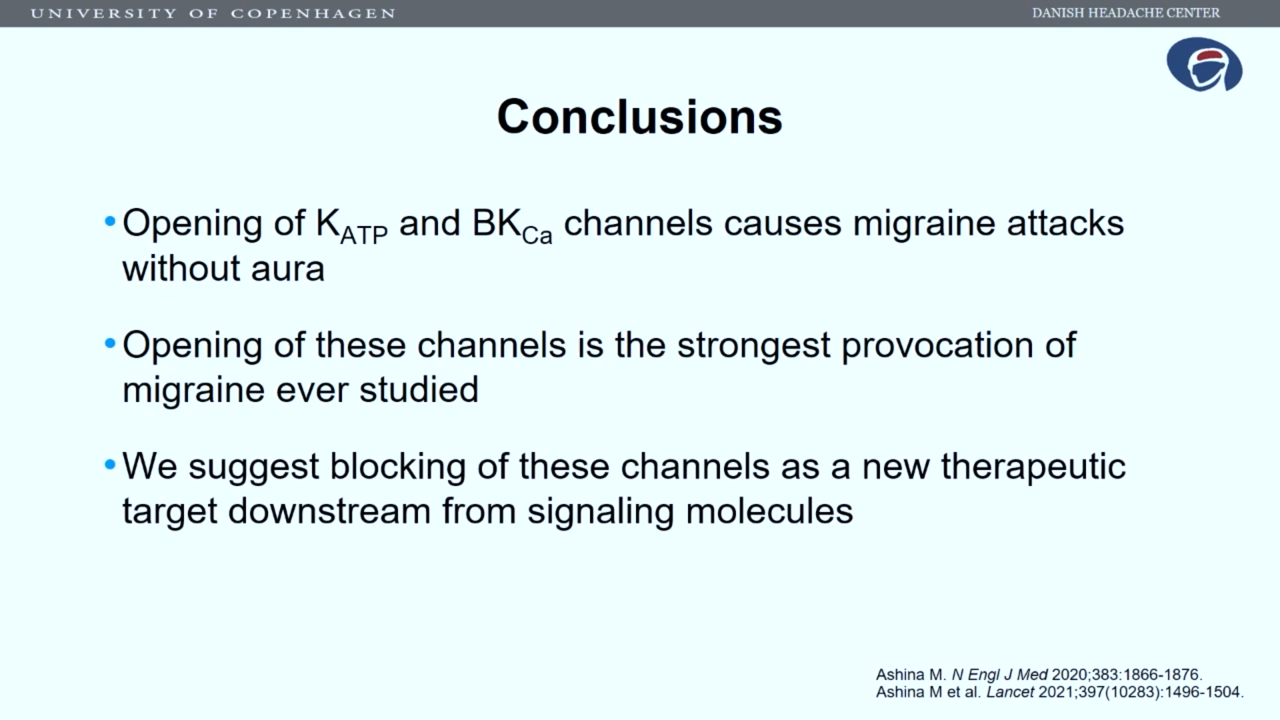 UNIVERSITY OF COPENHAGEN
DANISH HEADACHE CENTER
Conclusions
•Opening of K_ATP and BK_Ca channels causes migraine attacks
without aura
•Opening of these channels is the strongest provocation of
migraine ever studied
•We suggest blocking of these channels as a new therapeutic
target downstream from signaling molecules
Ashina M. N Engl J Med 2020;383:1866-1876.
Ashina M et al. Lancet 2021;397(10283):1496-1504.